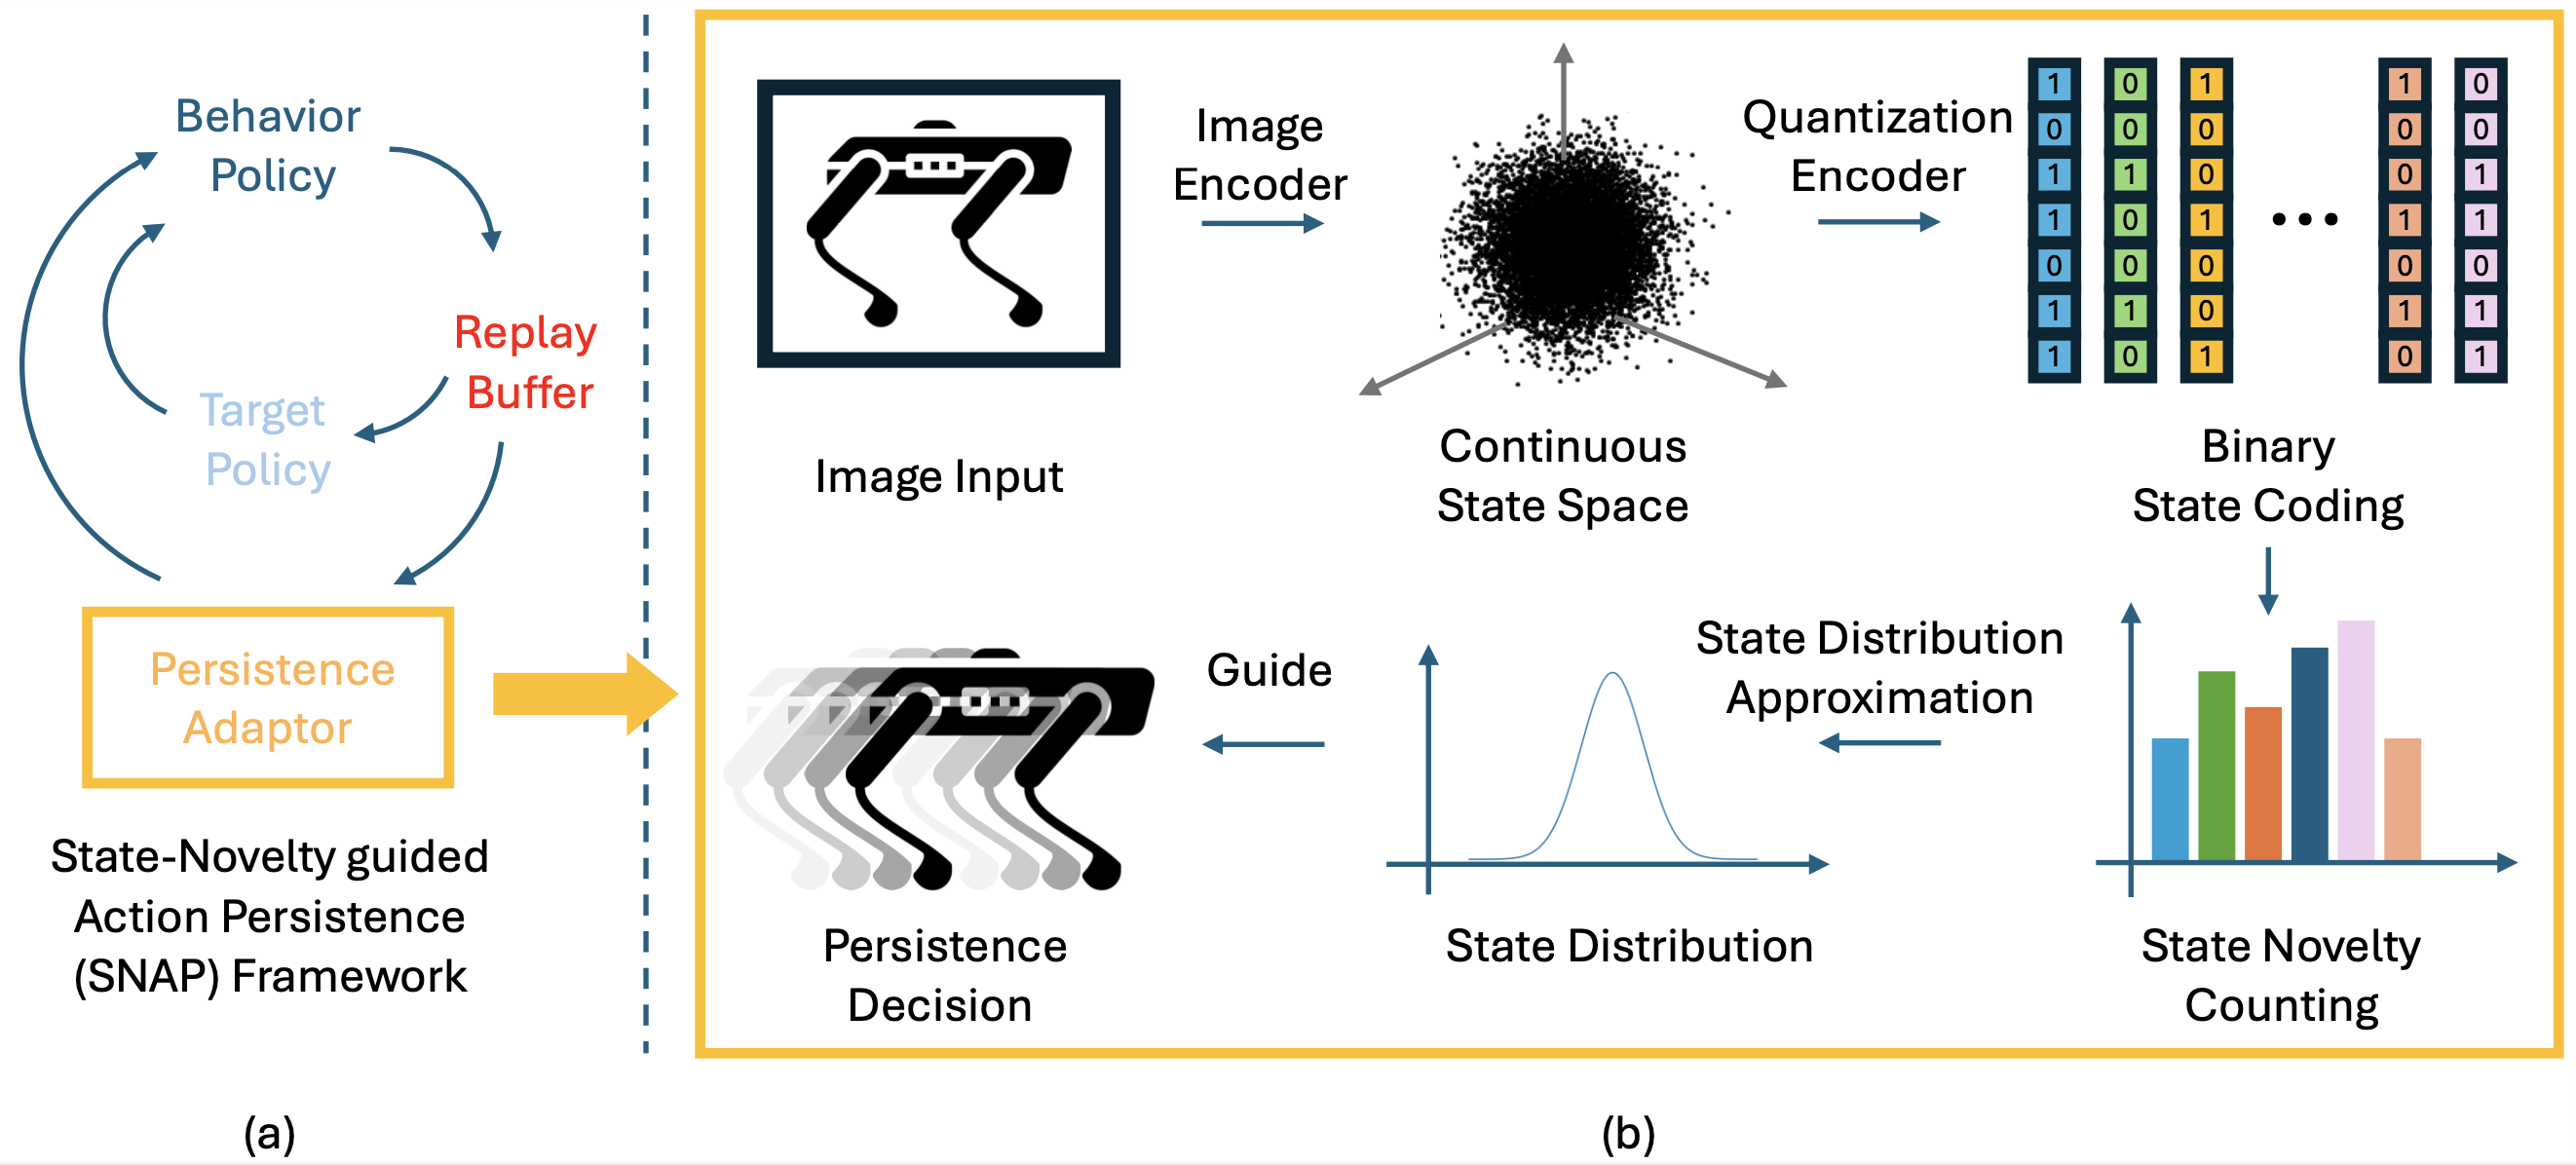 Behavior
Policy
Replay
Buffer
Target
Policy
Persistence
Adaptor
State-Novelty guided
Action Persistence
(SNAP) Framework
(a)
Image Input
Image
Encoder
Continuous
State Space
Quantization
Encoder
1 0 1 1 0
0 0 0 0 0
1 1 0 0 1
1 0 1 ... 1 1
0 0 0 0 0
1 1 0 1 1
1 0 1 0 1
Binary
State Coding
State Novelty
Counting
State Distribution
Approximation
State Distribution
Guide
Persistence
Decision
(b)